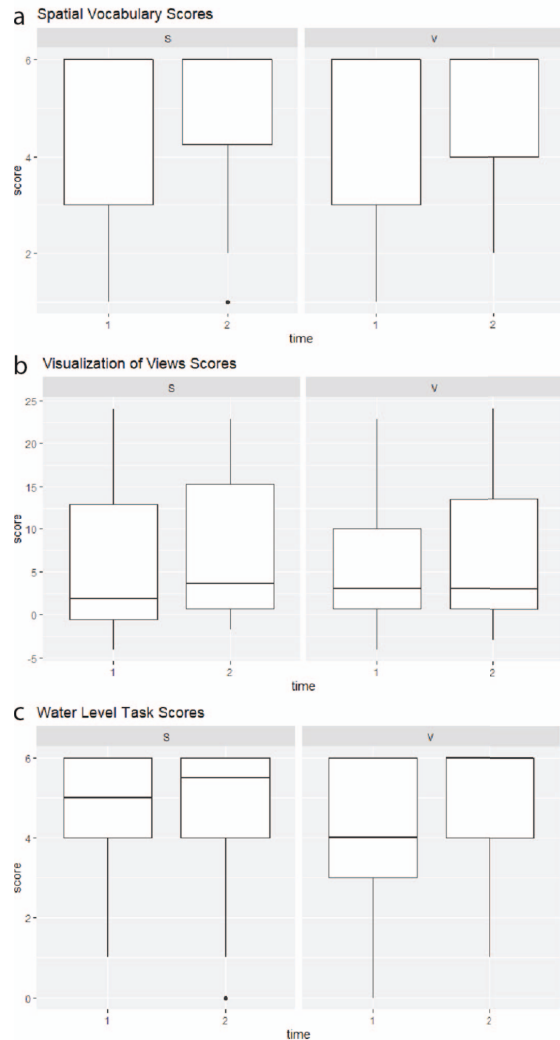 a Spatial Vocabulary Scores
S V
6
4
2
score
1 2 1 2
time
b Visualization of Views Scores
S V
25
20
15
10
5
0
-5
score
1 2 1 2
time
c Water Level Task Scores
S V
6
4
2
0
score
1 2 1 2
time